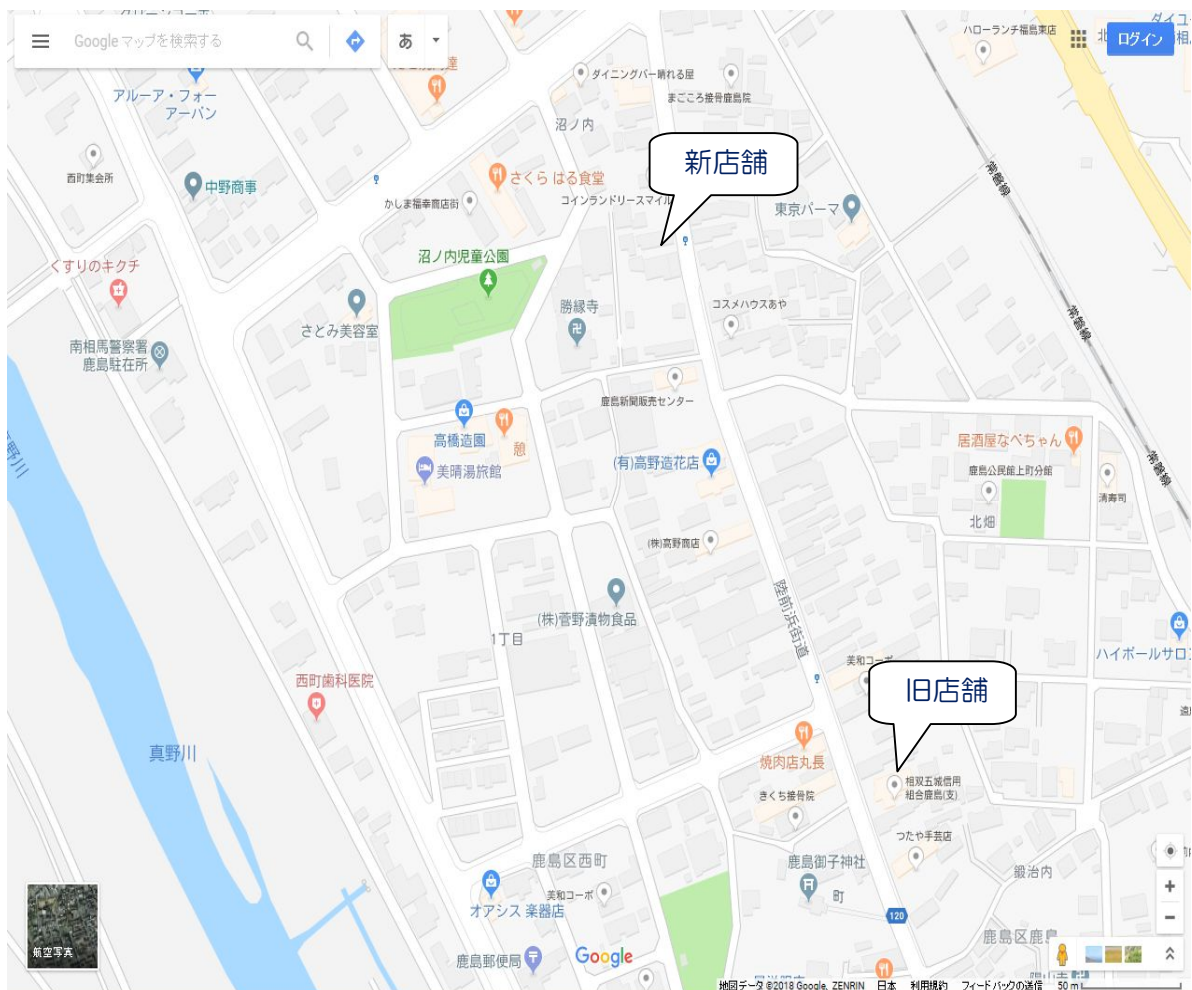 Google マップを検索する
あ
ログイン
ハローランチ福島東店
ダイニングバー晴れる屋
まごころ接骨鹿島院
アルーア・フォー
アーバン
沼ノ内
新店舗
西町集会所
中野商事
さくら はる食堂
かしま福幸商店街
コインランドリースマイル
東京パーマ
常磐線
沼ノ内児童公園
くすりのキクチ
勝縁寺
コスメハウスあや
さとみ美容室
常磐線
南相馬警察署
鹿島駐在所
鹿島新聞販売センター
高橋造園
憩
居酒屋なべちゃん
美晴湯旅館
(有)高野造花店
鹿島公民館上町分館
常磐線
清寿司
北畑
(株)高野商店
陸前浜街道
(株)菅野漬物食品
1丁目
美和コーポ
ハイポールサロン
西町歯科医院
旧店舗
真野川
焼肉店丸長
相双五城信用
組合鹿島(支)
きくち接骨院
つたや手芸店
鹿島区西町
鹿島御子神社
町
鍛治内
美和コーポ
オアシス 楽器店
120
鹿島区鹿島
航空写真
鹿島郵便局
Google
地図データ ©2018 Google, ZENRIN 日本 利用規約 フィードバックの送信 50 m